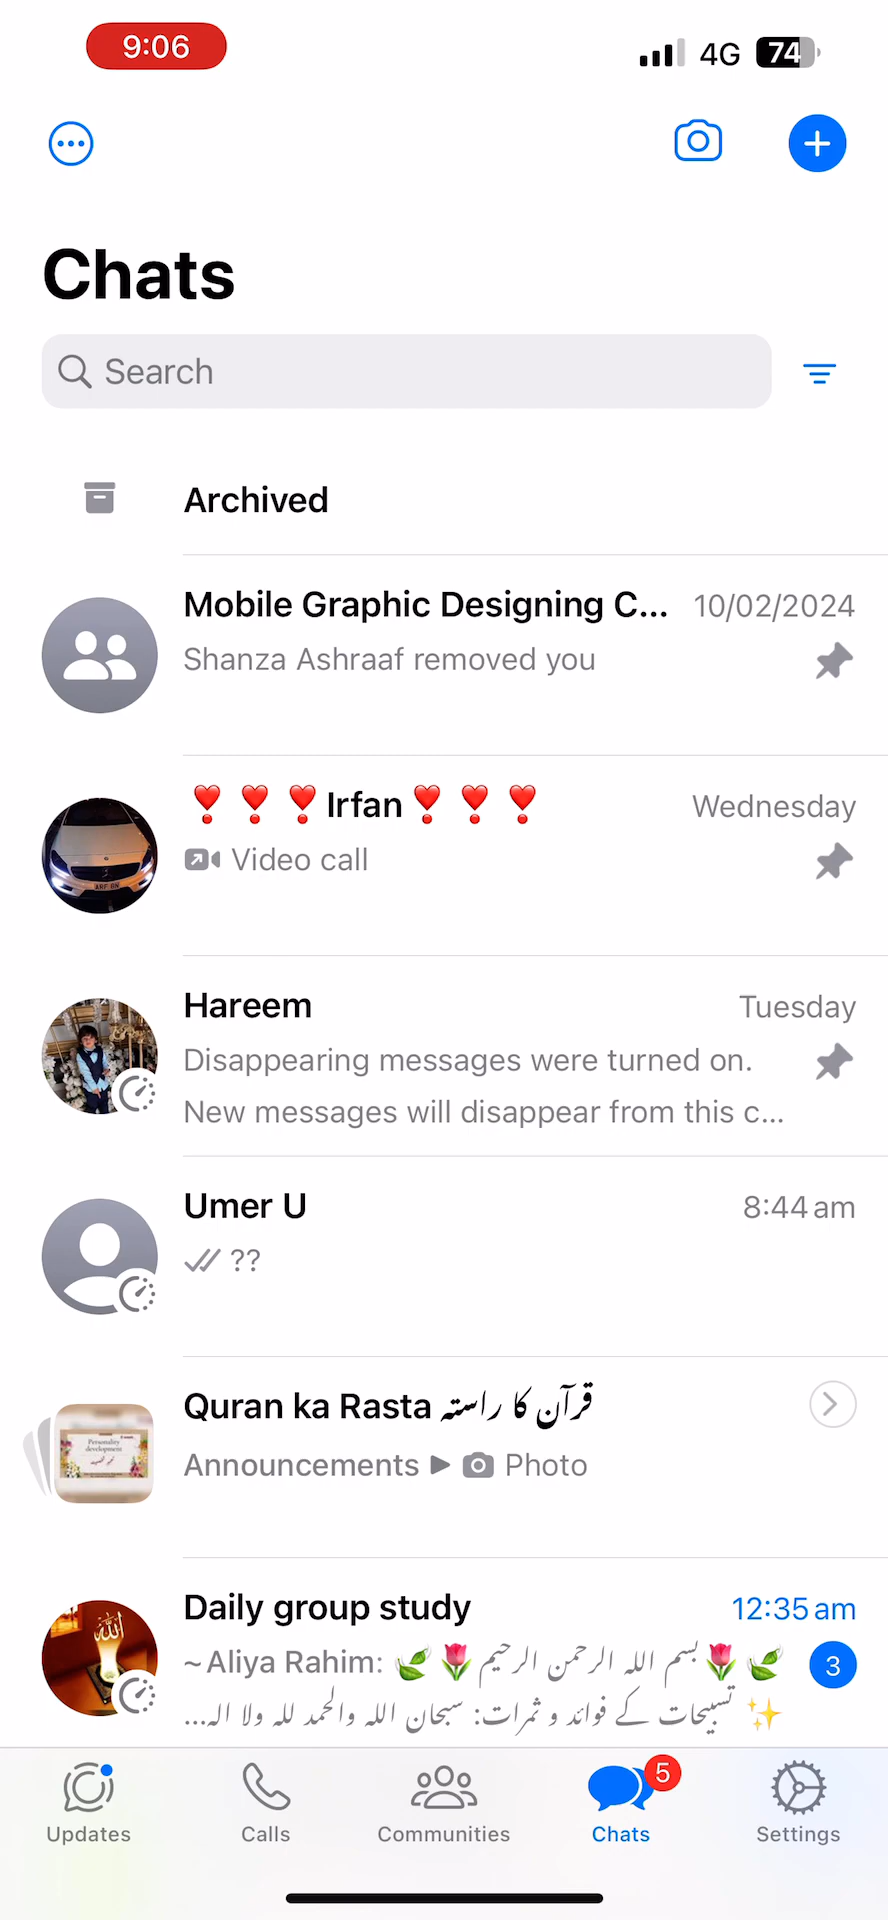 9:06
4G
74
Chats
Search
Archived
Mobile Graphic Designing C... 10/02/2024
Shanza Ashraaf removed you
❣️❣️❣️Irfan❣️❣️❣️ Wednesday
Video call
Hareem Tuesday
Disappearing messages were turned on.
New messages will disappear from this c...
Umer U 8:44 am
??
Quran ka Rasta قرآن کا راستہ
Announcements ▶ Photo
Personality
development
Daily group study 12:35 am
~Aliya Rahim: 🍃🌷بسم اللہ الرحمن الرحیم🌷🍃 3
✨ تسبیحات کے فوائد و ثمرات: سبحان اللہ والحمد للہ ولا الہ...
اللہ
5
Updates Calls Communities Chats Settings